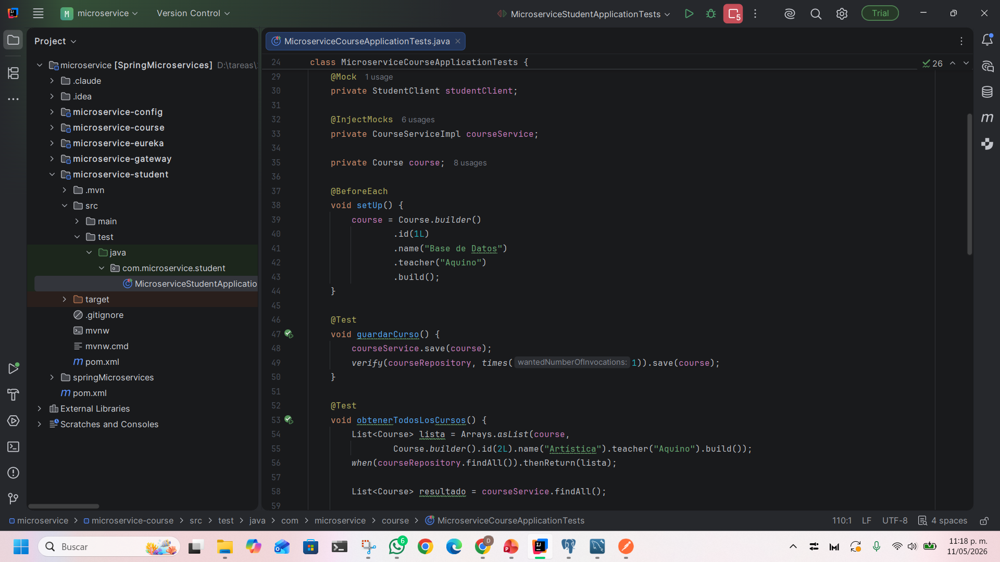 M microservice Version Control MicroserviceStudentApplicationTests 5 Trial
Project
microservice [SpringMicroservices] D:\tareas\
.claude
.idea
microservice-config
microservice-course
microservice-eureka
microservice-gateway
microservice-student
.mvn
src
main
test
java
com.microservice.student
MicroserviceStudentApplicatio
target
.gitignore
mvnw
mvnw.cmd
pom.xml
springMicroservices
pom.xml
External Libraries
Scratches and Consoles
MicroserviceCourseApplicationTests.java
24 class MicroserviceCourseApplicationTests {
26
29 @Mock 1 usage
30 private StudentClient studentClient;
31
32 @InjectMocks 6 usages
33 private CourseServiceImpl courseService;
34
35 private Course course; 8 usages
36
37 @BeforeEach
38 void setUp() {
39 course = Course.builder()
40 .id(1L)
41 .name("Base de Datos")
42 .teacher("Aquino")
43 .build();
44 }
45
46 @Test
47 void guardarCurso() {
48 courseService.save(course);
49 verify(courseRepository, times( wantedNumberOfInvocations: 1)).save(course);
50 }
51
52 @Test
53 void obtenerTodosLosCursos() {
54 List<Course> lista = Arrays.asList(course,
55 Course.builder().id(2L).name("Artística").teacher("Aquino").build());
56 when(courseRepository.findAll()).thenReturn(lista);
57
58 List<Course> resultado = courseService.findAll();
59
microservice > microservice-course > src > test > java > com > microservice > course > MicroserviceCourseApplicationTests 110:1 LF UTF-8 4 spaces
Buscar
6
D
11:18 p. m.
11/05/2026